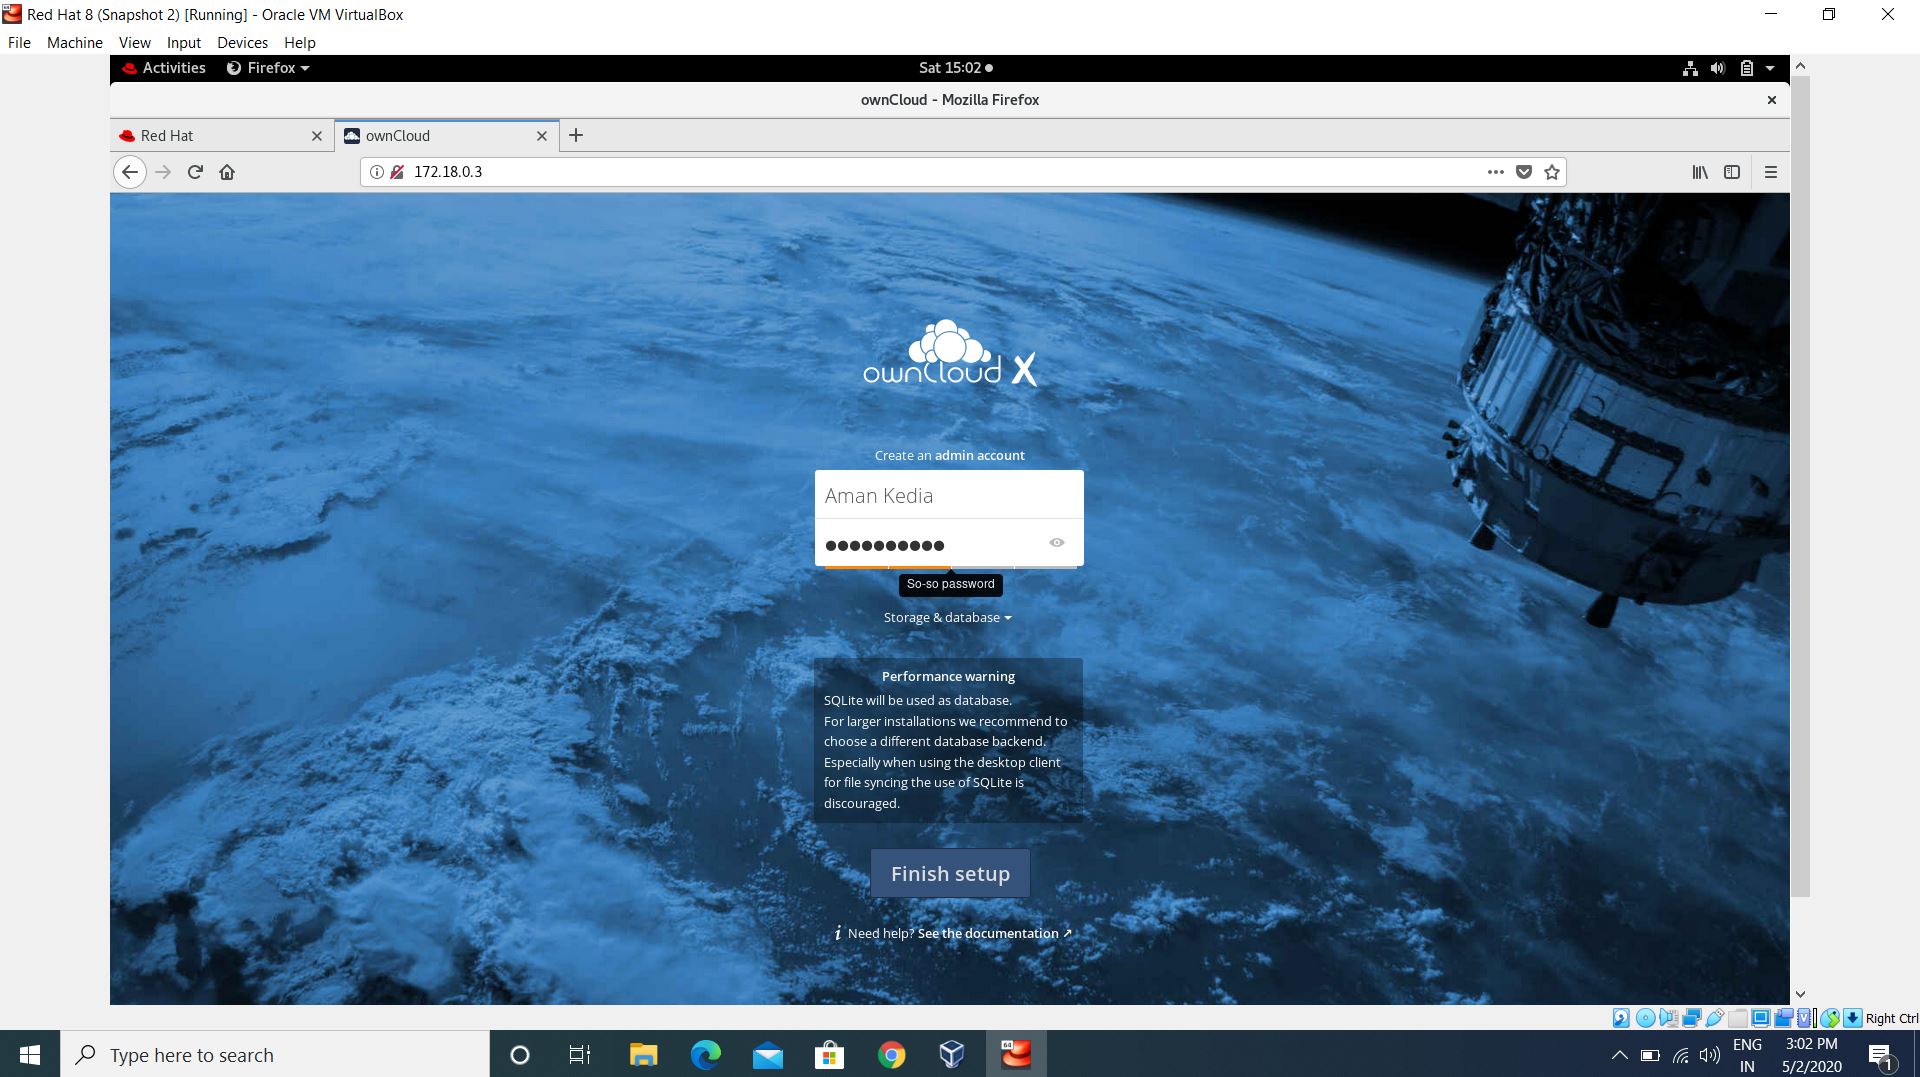 Red Hat 8 (Snapshot 2) [Running] - Oracle VM VirtualBox
File Machine View Input Devices Help
Activities Firefox Sat 15:02
ownCloud - Mozilla Firefox
Red Hat ownCloud
172.18.0.3
ownCloud X
Create an admin account
Aman Kedia
So-so password
Storage & database
Performance warning
SQLite will be used as database.
For larger installations we recommend to
choose a different database backend.
Especially when using the desktop client
for file syncing the use of SQLite is
discouraged.
Finish setup
i Need help? See the documentation ↗
Right Ctrl
Type here to search
64
ENG
IN
3:02 PM
5/2/2020
1